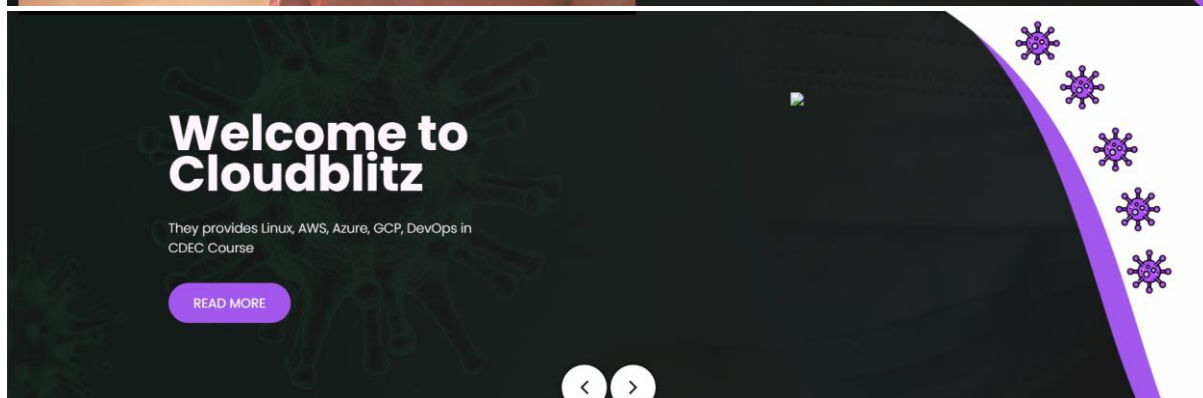 Welcome to
Cloudblitz
They provides Linux, AWS, Azure, GCP, DevOps in
CDEC Course
READ MORE